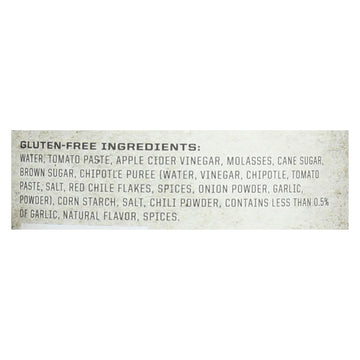 GLUTEN-FREE INGREDIENTS:
WATER, TOMATO PASTE, APPLE CIDER VINEGAR, MOLASSES, CANE SUGAR,
BROWN SUGAR, CHIPOTLE PUREE (WATER, VINEGAR, CHIPOTLE, TOMATO
PASTE, SALT, RED CHILE FLAKES, SPICES, ONION POWDER, GARLIC,
POWDER), CORN STARCH, SALT, CHILI POWDER, CONTAINS LESS THAN 0.5%
OF GARLIC, NATURAL FLAVOR, SPICES.